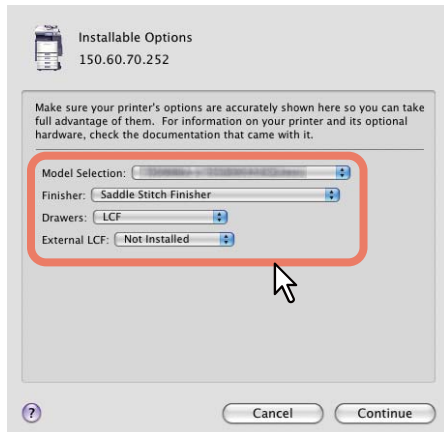 Installable Options
150.60.70.252
Make sure your printer's options are accurately shown here so you can take
full advantage of them. For information on your printer and its optional
hardware, check the documentation that came with it.
Model Selection:
Finisher: Saddle Stitch Finisher
Drawers: LCF
External LCF: Not Installed
? Cancel Continue